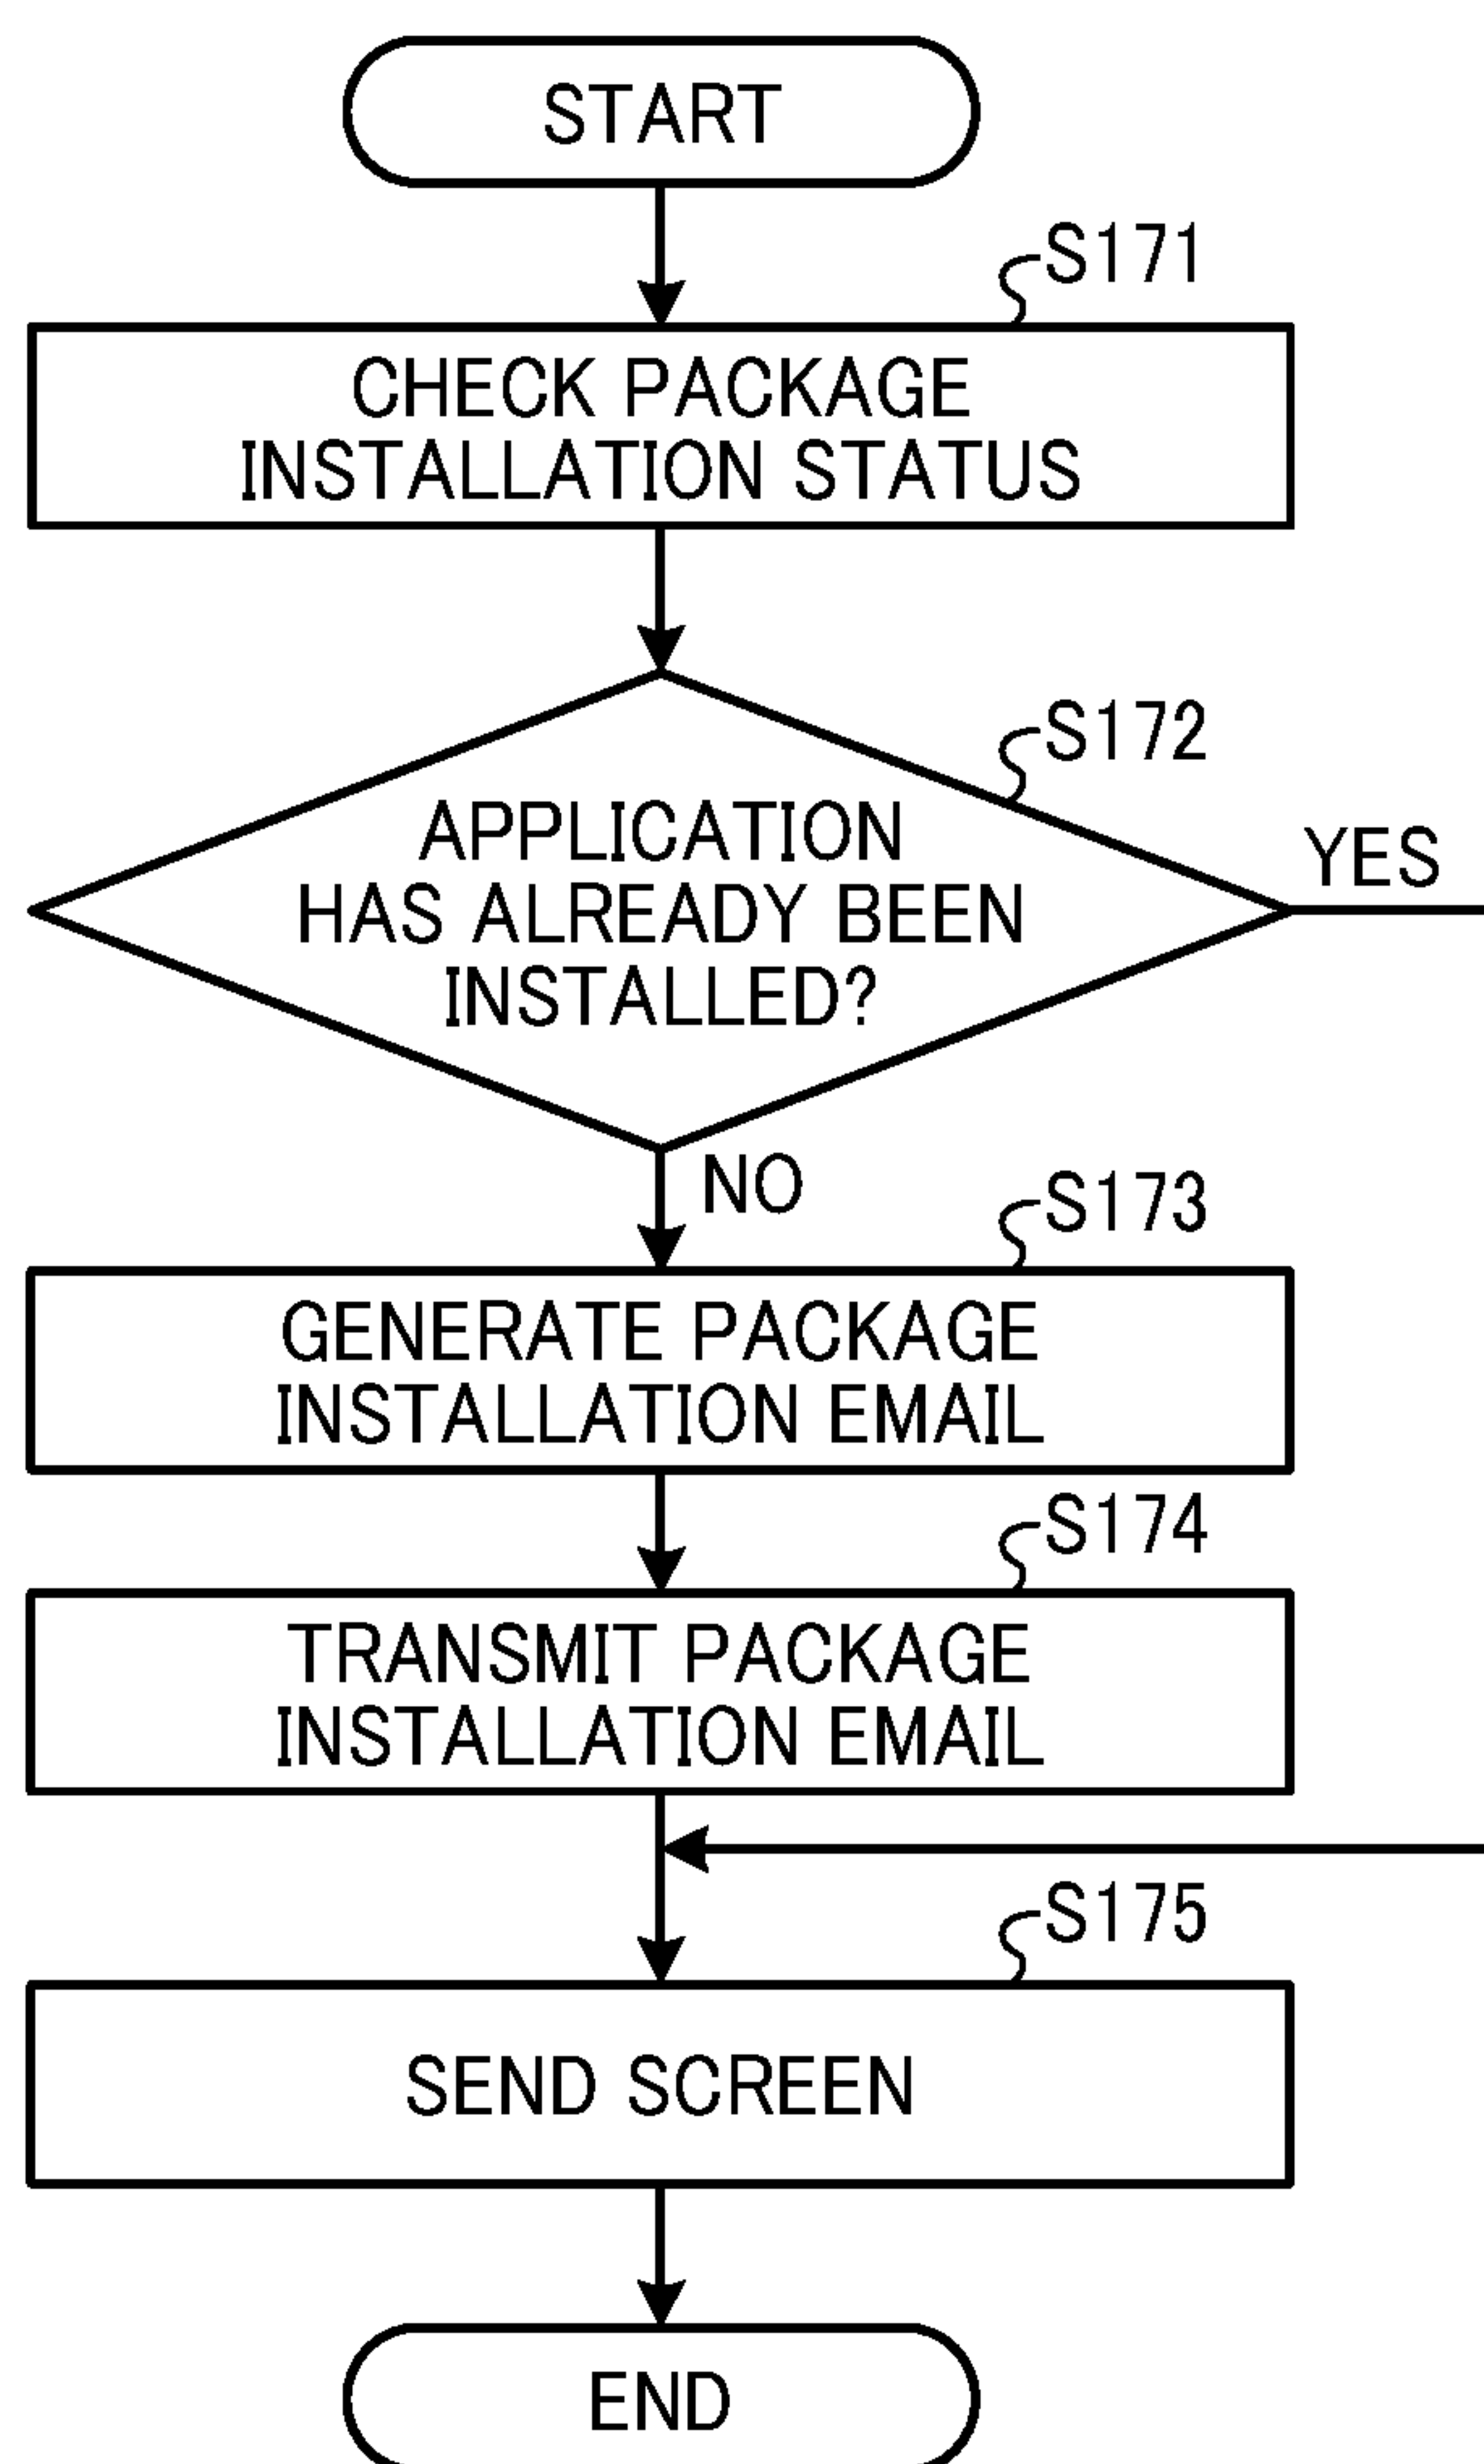 START
S171
CHECK PACKAGE
INSTALLATION STATUS
S172
APPLICATION
HAS ALREADY BEEN
INSTALLED?
YES
NO
S173
GENERATE PACKAGE
INSTALLATION EMAIL
S174
TRANSMIT PACKAGE
INSTALLATION EMAIL
S175
SEND SCREEN
END